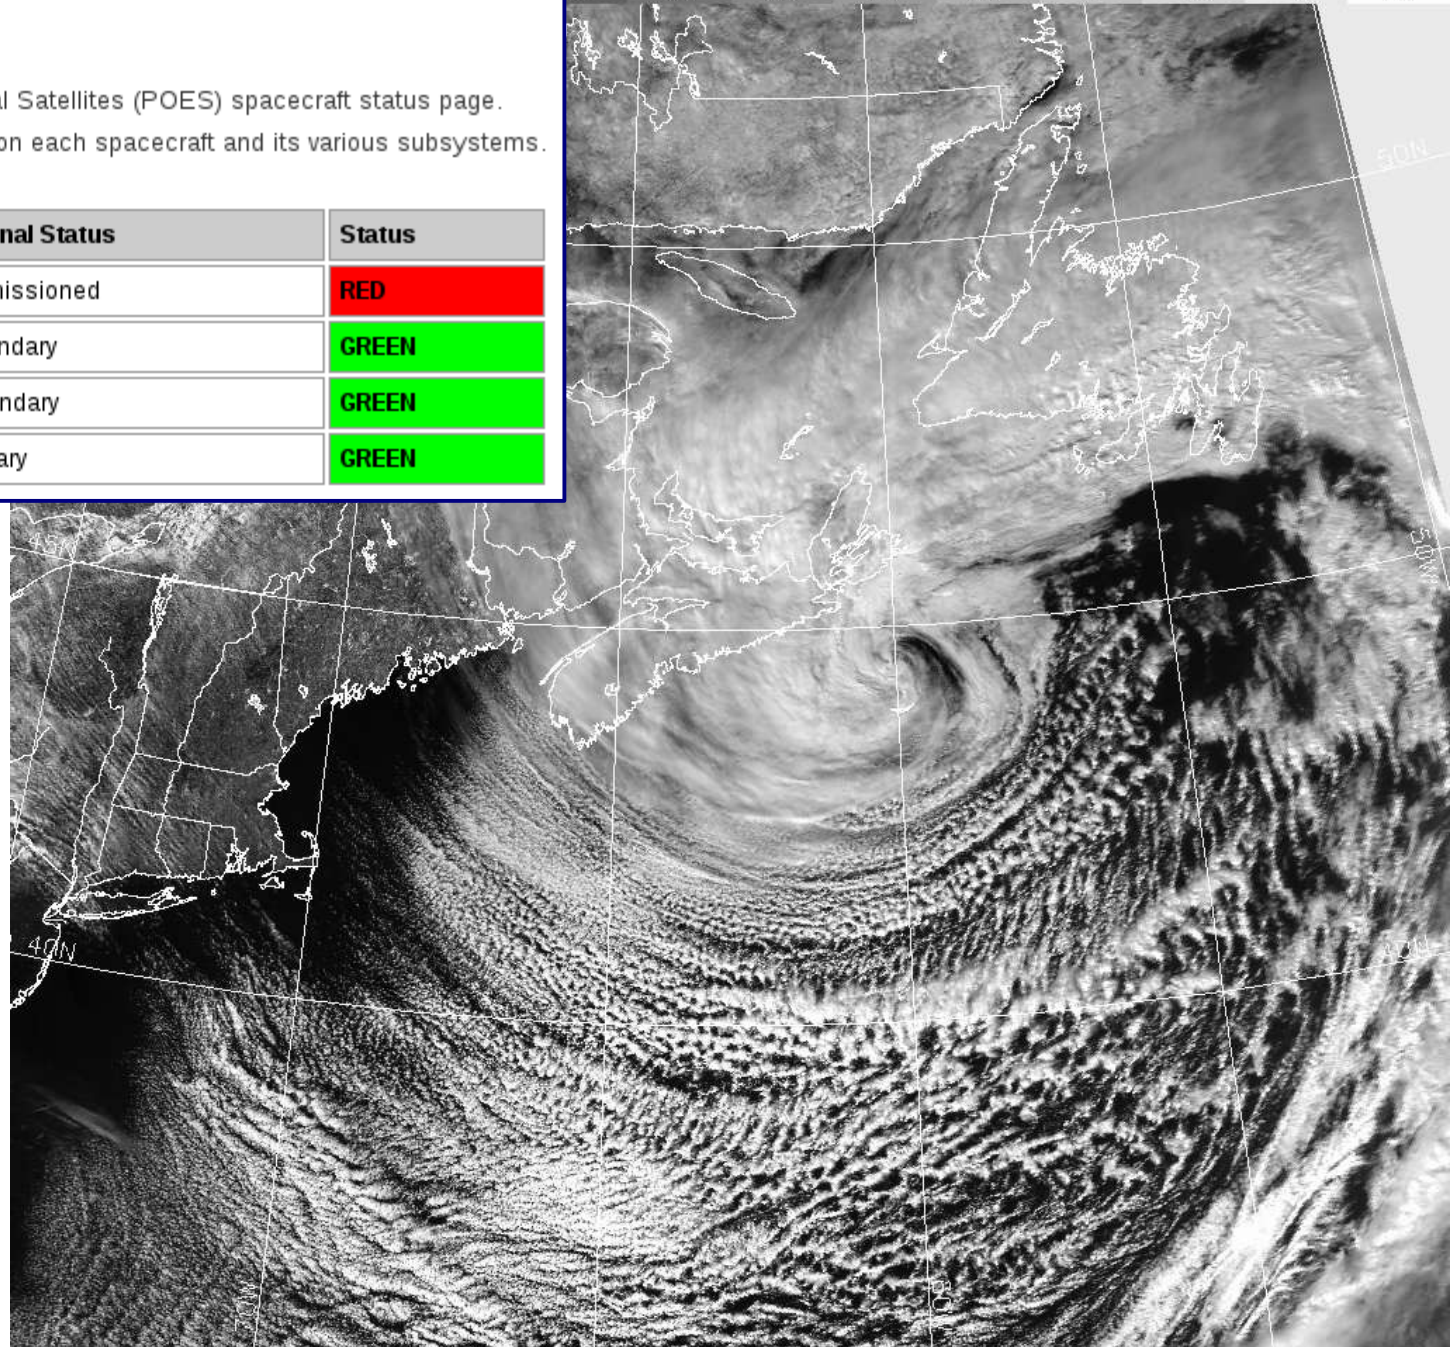 l Satellites (POES) spacecraft status page.
on each spacecraft and its various subsystems.
nal Status Status
issioned RED
ndary GREEN
ndary GREEN
ary GREEN
50N
45N
50W
40N
40N